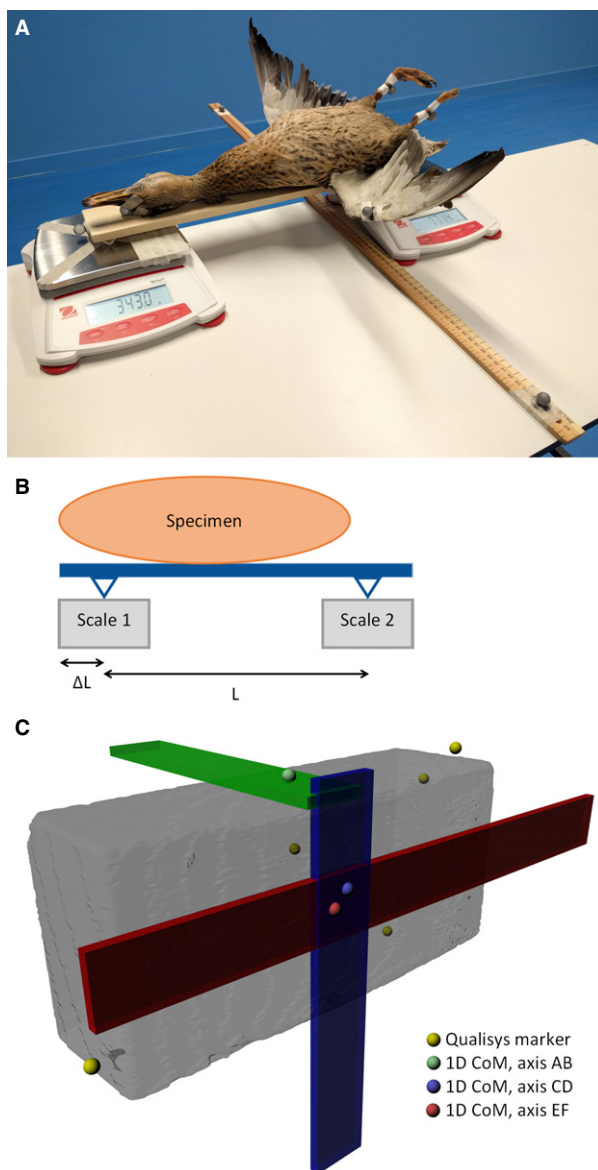 A
343.0
B
Specimen
Scale 1
Scale 2
ΔL
L
C
Qualisys marker
1D CoM, axis AB
1D CoM, axis CD
1D CoM, axis EF